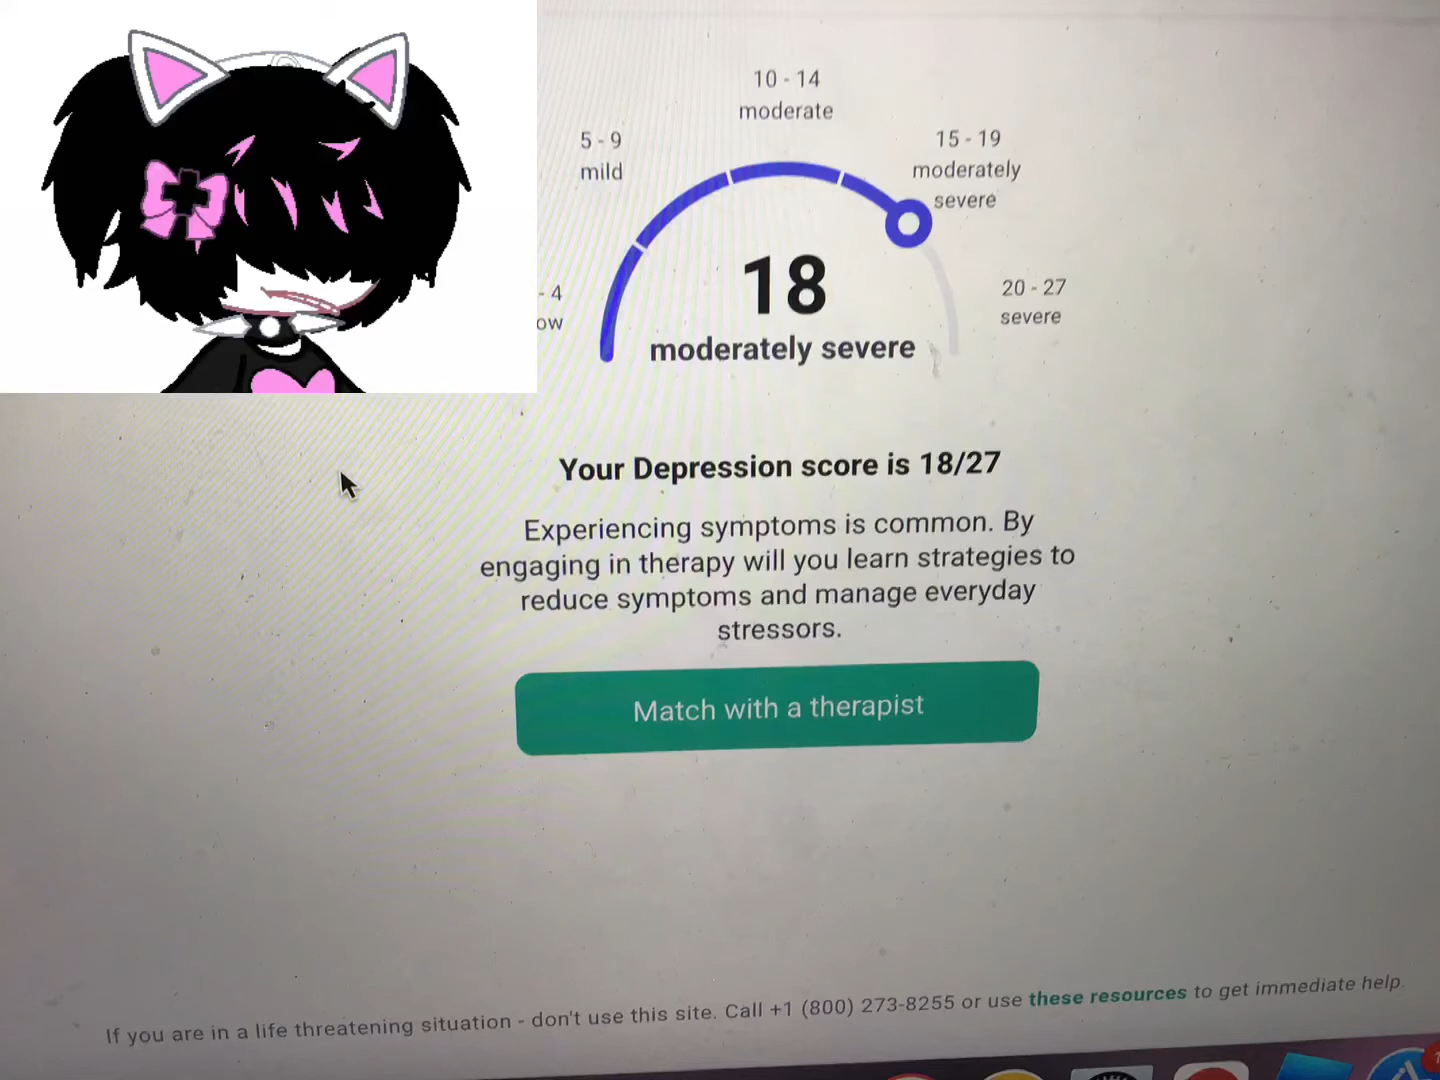 10 - 14
moderate
5 - 9
mild
15 - 19
moderately
severe
- 4
ow
20 - 27
severe
18
moderately severe
Your Depression score is 18/27
Experiencing symptoms is common. By
engaging in therapy will you learn strategies to
reduce symptoms and manage everyday
stressors.
Match with a therapist
If you are in a life threatening situation - don't use this site. Call +1 (800) 273-8255 or use these resources to get immediate help.